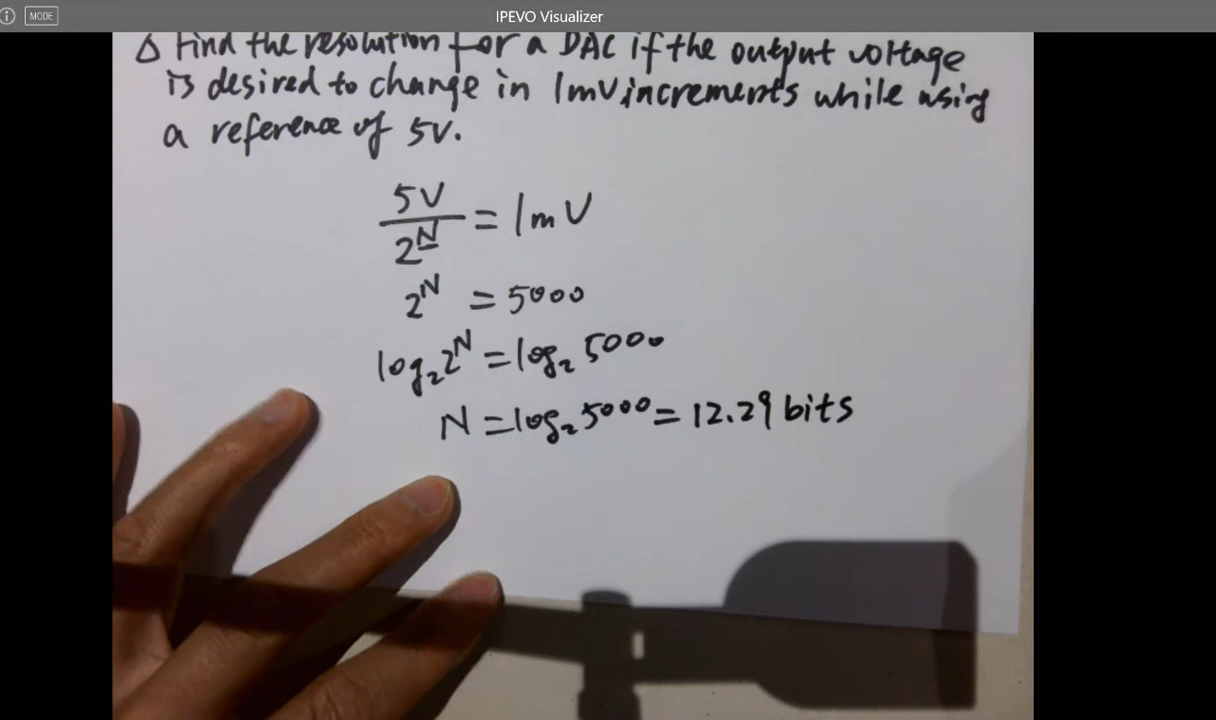 MODE
IPEVO Visualizer
Δ Find the resolution for a DAC if the output voltage
is desired to change in 1mV increments while using
a reference of 5V.
5V
2^N = 1mV
2^N = 5000
log₂2^N = log₂5000
N = log₂5000 = 12.29 bits